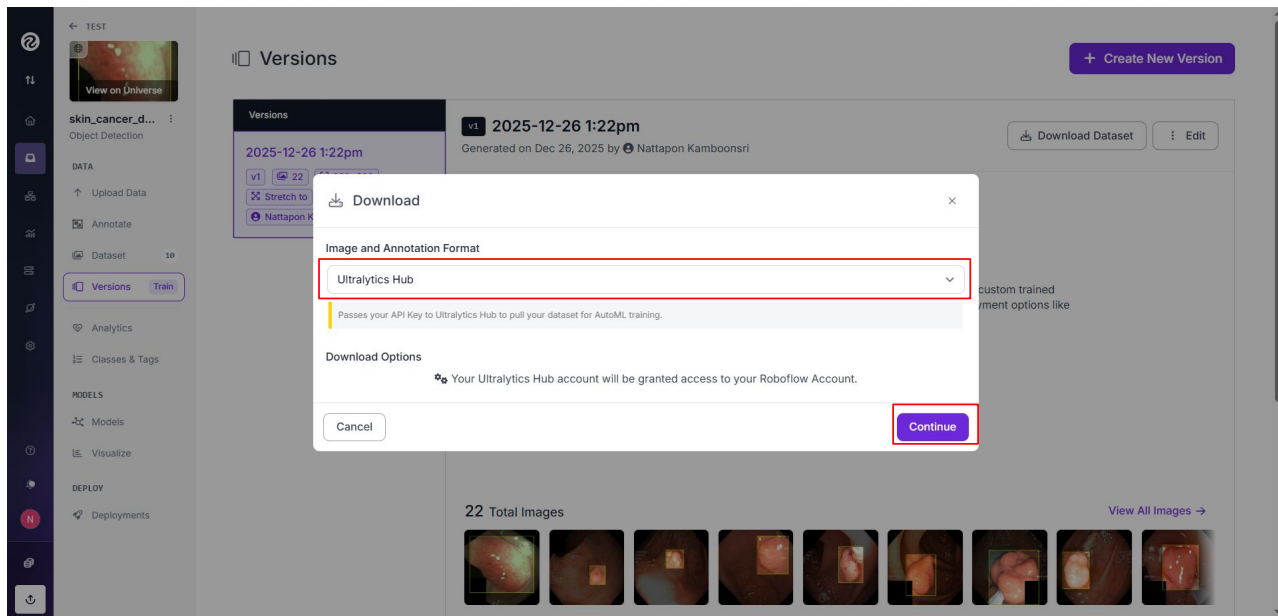 ← TEST
View on Universe
skin_cancer_d...
Object Detection
DATA
Upload Data
Annotate
Dataset 10
Versions Train
Analytics
Classes & Tags
MODELS
Models
Visualize
DEPLOY
Deployments
N
Versions
+ Create New Version
Versions
2025-12-26 1:22pm
v1 22
Stretch to
Nattapon K
v1 2025-12-26 1:22pm
Generated on Dec 26, 2025 by Nattapon Kamboonsri
Download Dataset
Edit
Download
×
Image and Annotation Format
Ultralytics Hub
Passes your API Key to Ultralytics Hub to pull your dataset for AutoML training.
Download Options
Your Ultralytics Hub account will be granted access to your Roboflow Account.
Cancel
Continue
custom trained
yment options like
22 Total Images
View All Images →